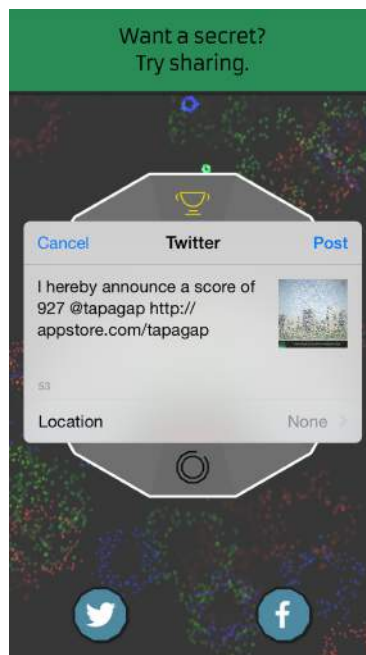 Want a secret?
Try sharing.
Cancel Twitter Post
I hereby announce a score of
927 @tapagap http://
appstore.com/tapagap
53
Location None